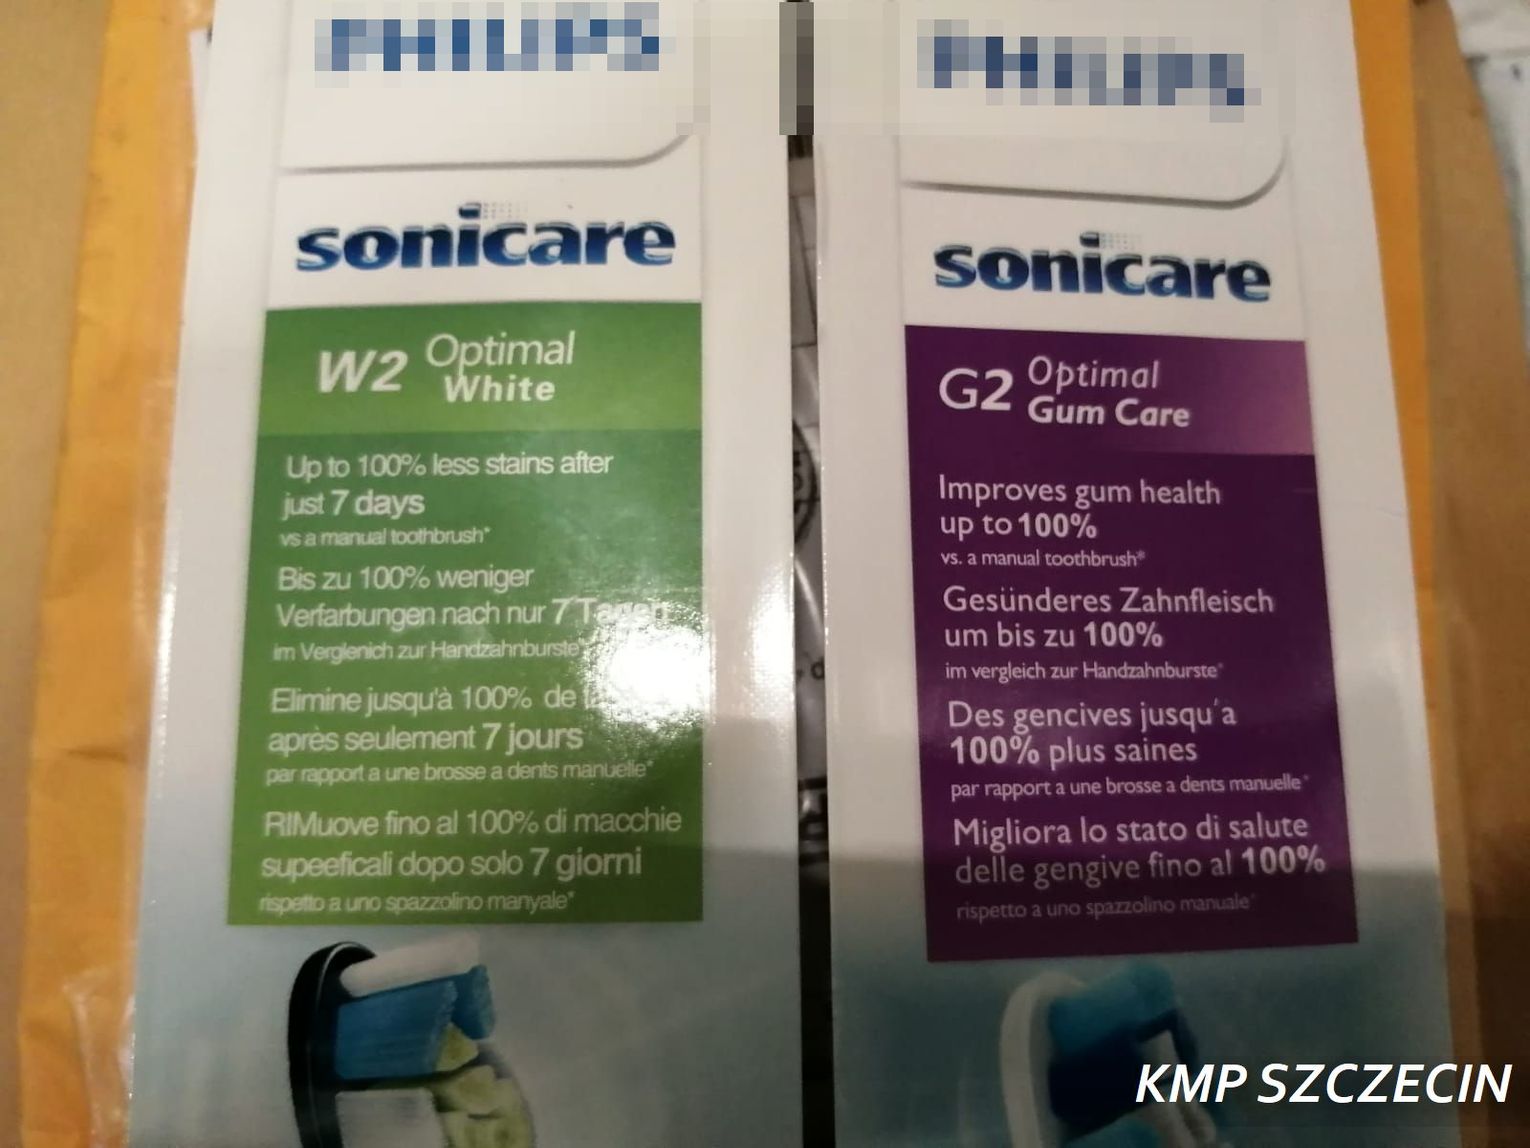 PHILIPS
sonicare
W2 Optimal
White
Up to 100% less stains after
just 7 days
vs a manual toothbrush*
Bis zu 100% weniger
Verfarbungen nach nur 7 Tagen
im Verglenich zur Handzahnburste*
Elimine jusqu'à 100% de
après seulement 7 jours
par rapport a une brosse a dents manuelle*
RIMuove fino al 100% di macchie
supeeficali dopo solo 7 giorni
rispetto a uno spazzolino manyale*
PHILIPS
sonicare
G2 Optimal
Gum Care
Improves gum health
up to 100%
vs. a manual toothbrush*
Gesünderes Zahnfleisch
um bis zu 100%
im vergleich zur Handzahnburste*
Des gencives jusqu'a
100% plus saines
par rapport a une brosse a dents manuelle*
Migliora lo stato di salute
delle gengive fino al 100%
rispetto a uno spazzolino manuale*
KMP SZCZECIN